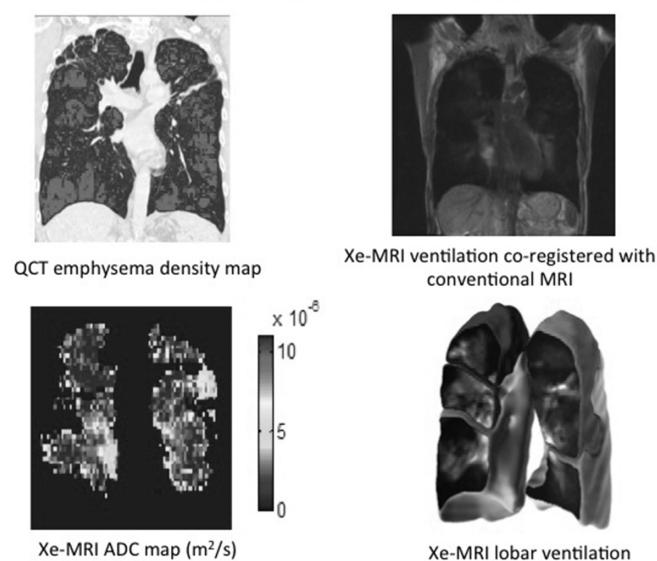 QCT emphysema density map
Xe-MRI ventilation co-registered with
conventional MRI
x 10⁻⁶
10
5
0
Xe-MRI ADC map (m²/s)
Xe-MRI lobar ventilation